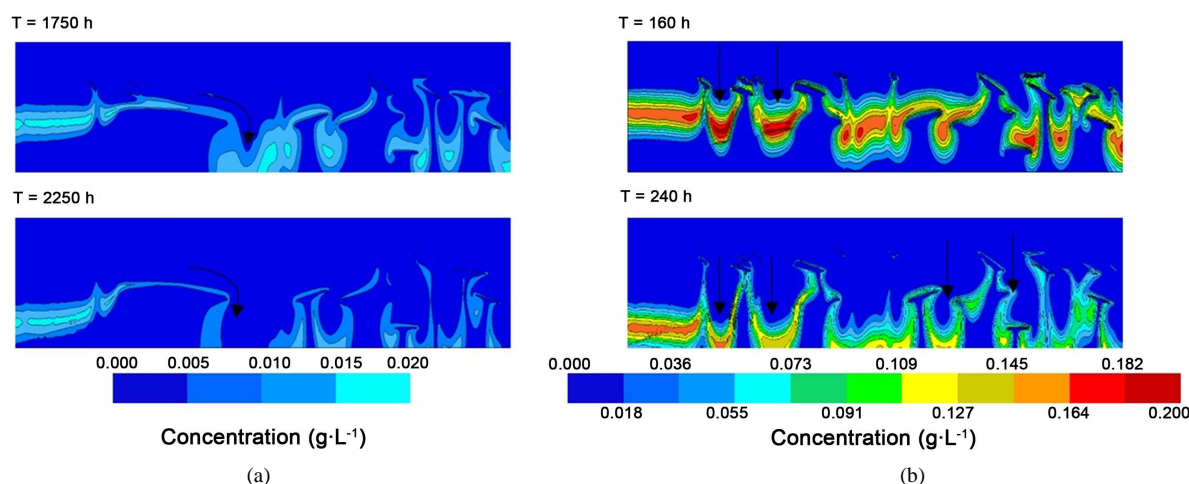 T = 1750 h
T = 2250 h
0.000 0.005 0.010 0.015 0.020
Concentration (g·L⁻¹)
(a)
T = 160 h
T = 240 h
0.000 0.036 0.073 0.109 0.145 0.182
0.018 0.055 0.091 0.127 0.164 0.200
Concentration (g·L⁻¹)
(b)